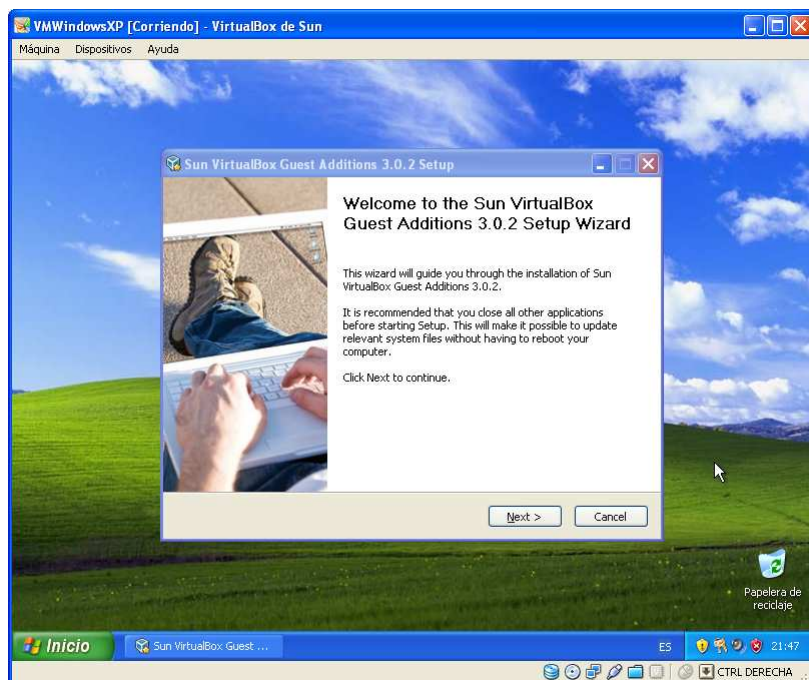 VMWindowsXP [Corriendo] - VirtualBox de Sun
Máquina Dispositivos Ayuda
Sun VirtualBox Guest Additions 3.0.2 Setup
Welcome to the Sun VirtualBox
Guest Additions 3.0.2 Setup Wizard
This wizard will guide you through the installation of Sun
VirtualBox Guest Additions 3.0.2.
It is recommended that you close all other applications
before starting Setup. This will make it possible to update
relevant system files without having to reboot your
computer.
Click Next to continue.
Next > Cancel
Papelera de
reciclaje
Inicio Sun VirtualBox Guest ... ES 21:47
CTRL DERECHA